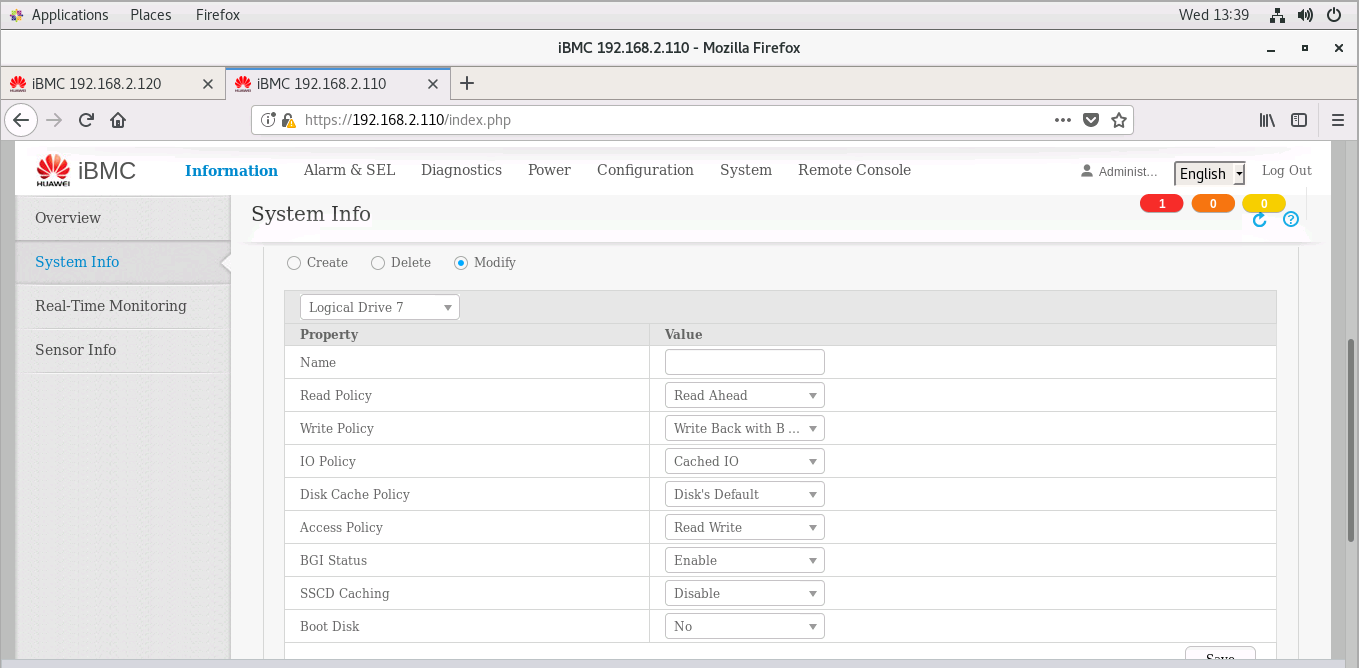 Applications Places Firefox Wed 13:39
iBMC 192.168.2.110 - Mozilla Firefox
iBMC 192.168.2.120 iBMC 192.168.2.110
https://192.168.2.110/index.php
HUAWEI iBMC Information Alarm & SEL Diagnostics Power Configuration System Remote Console Administ... English Log Out
1 0 0
Overview
System Info
Real-Time Monitoring
Sensor Info
System Info
Create Delete Modify
Logical Drive 7
Property Value
Name
Read Policy Read Ahead
Write Policy Write Back with B ...
IO Policy Cached IO
Disk Cache Policy Disk's Default
Access Policy Read Write
BGI Status Enable
SSCD Caching Disable
Boot Disk No
Save